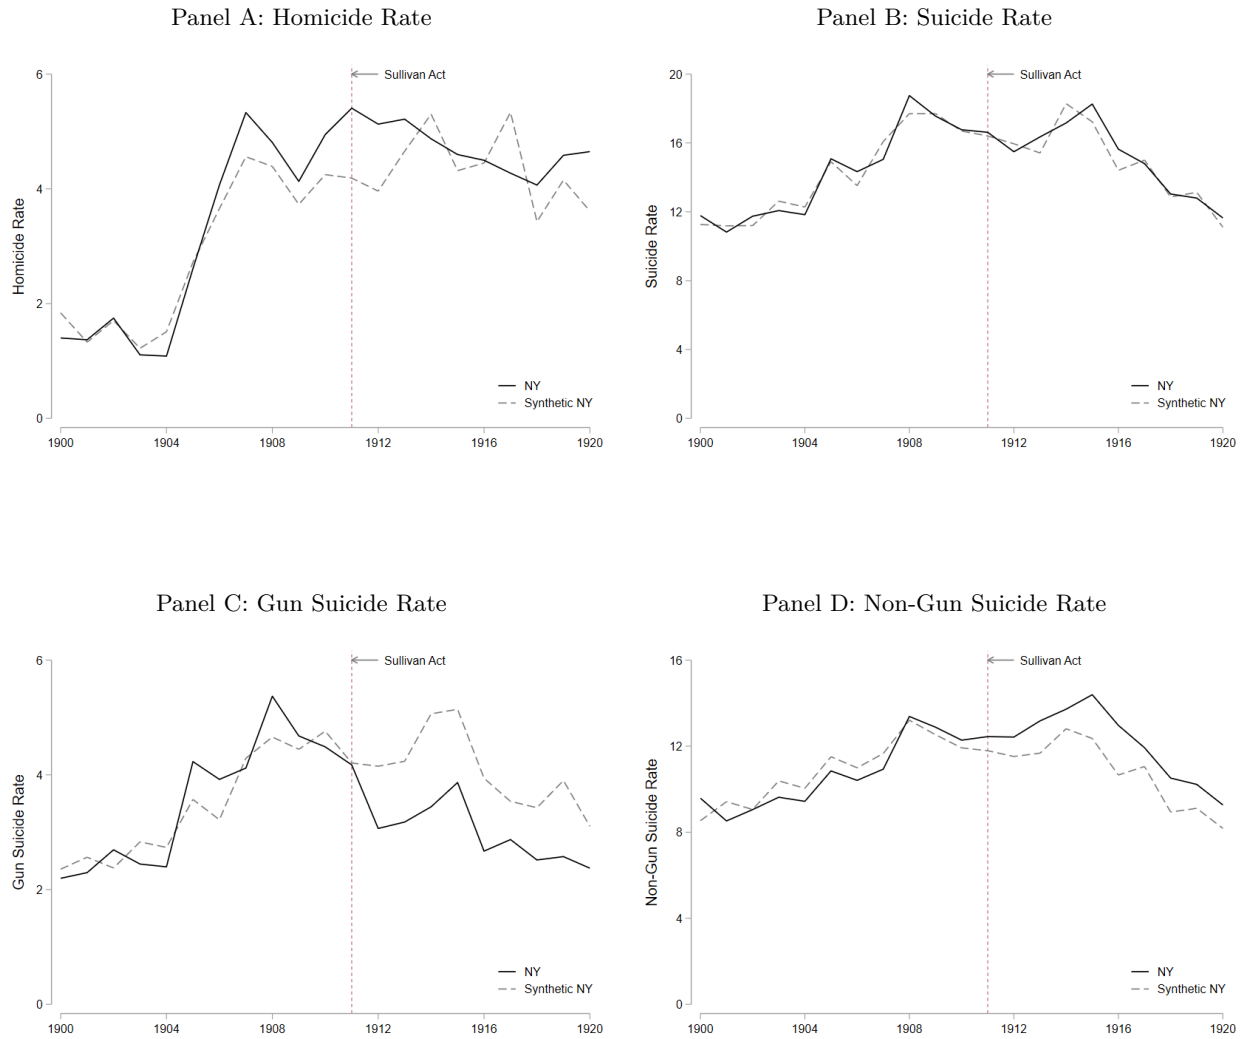 Panel A: Homicide Rate
Homicide Rate
6
4
2
0
Sullivan Act
NY
Synthetic NY
1900 1904 1908 1912 1916 1920
Panel B: Suicide Rate
Suicide Rate
20
16
12
8
4
0
Sullivan Act
NY
Synthetic NY
1900 1904 1908 1912 1916 1920
Panel C: Gun Suicide Rate
Gun Suicide Rate
6
4
2
0
Sullivan Act
NY
Synthetic NY
1900 1904 1908 1912 1916 1920
Panel D: Non-Gun Suicide Rate
Non-Gun Suicide Rate
16
12
8
4
0
Sullivan Act
NY
Synthetic NY
1900 1904 1908 1912 1916 1920